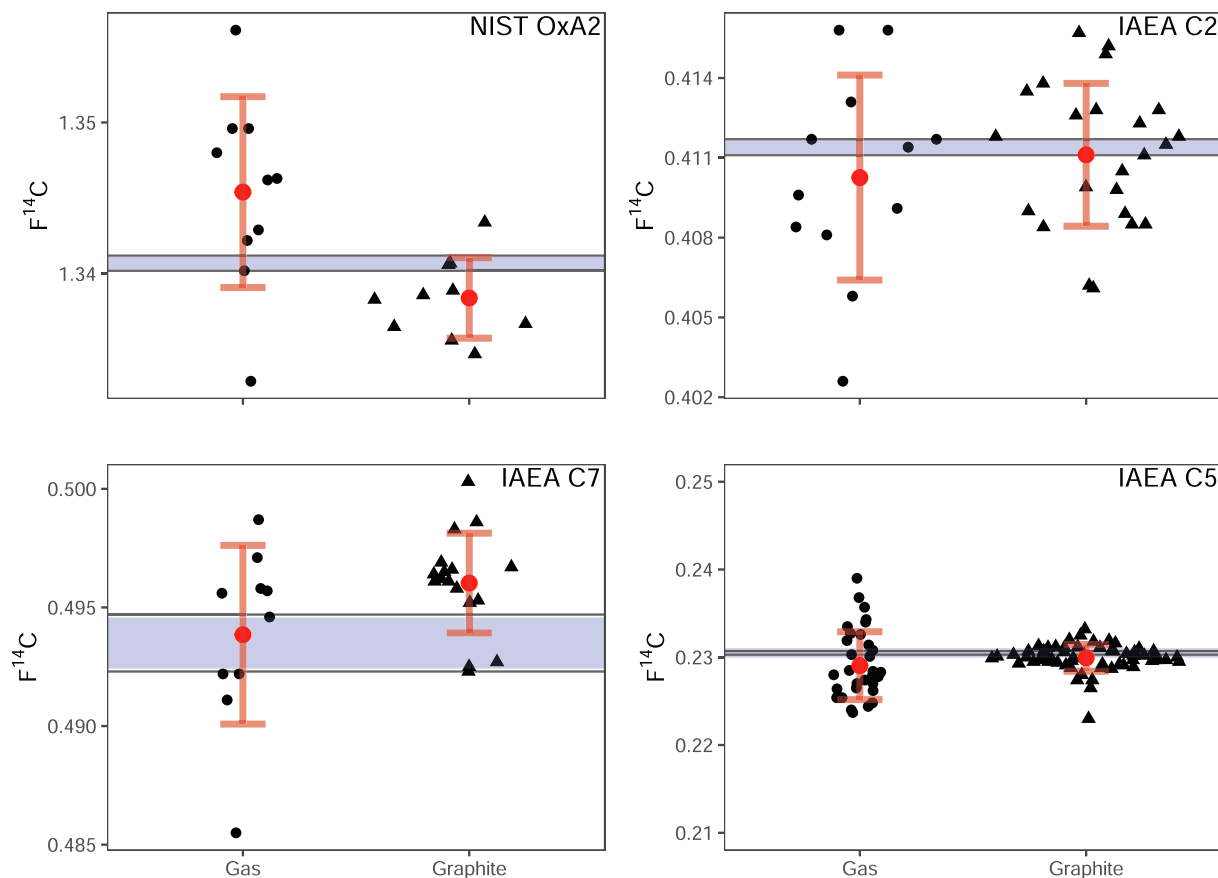 NIST OxA2
1.35
1.34
F¹⁴C
IAEA C2
0.414
0.411
0.408
0.405
0.402
F¹⁴C
IAEA C7
0.500
0.495
0.490
0.485
F¹⁴C
Gas
Graphite
IAEA C5
0.25
0.24
0.23
0.22
0.21
F¹⁴C
Gas
Graphite